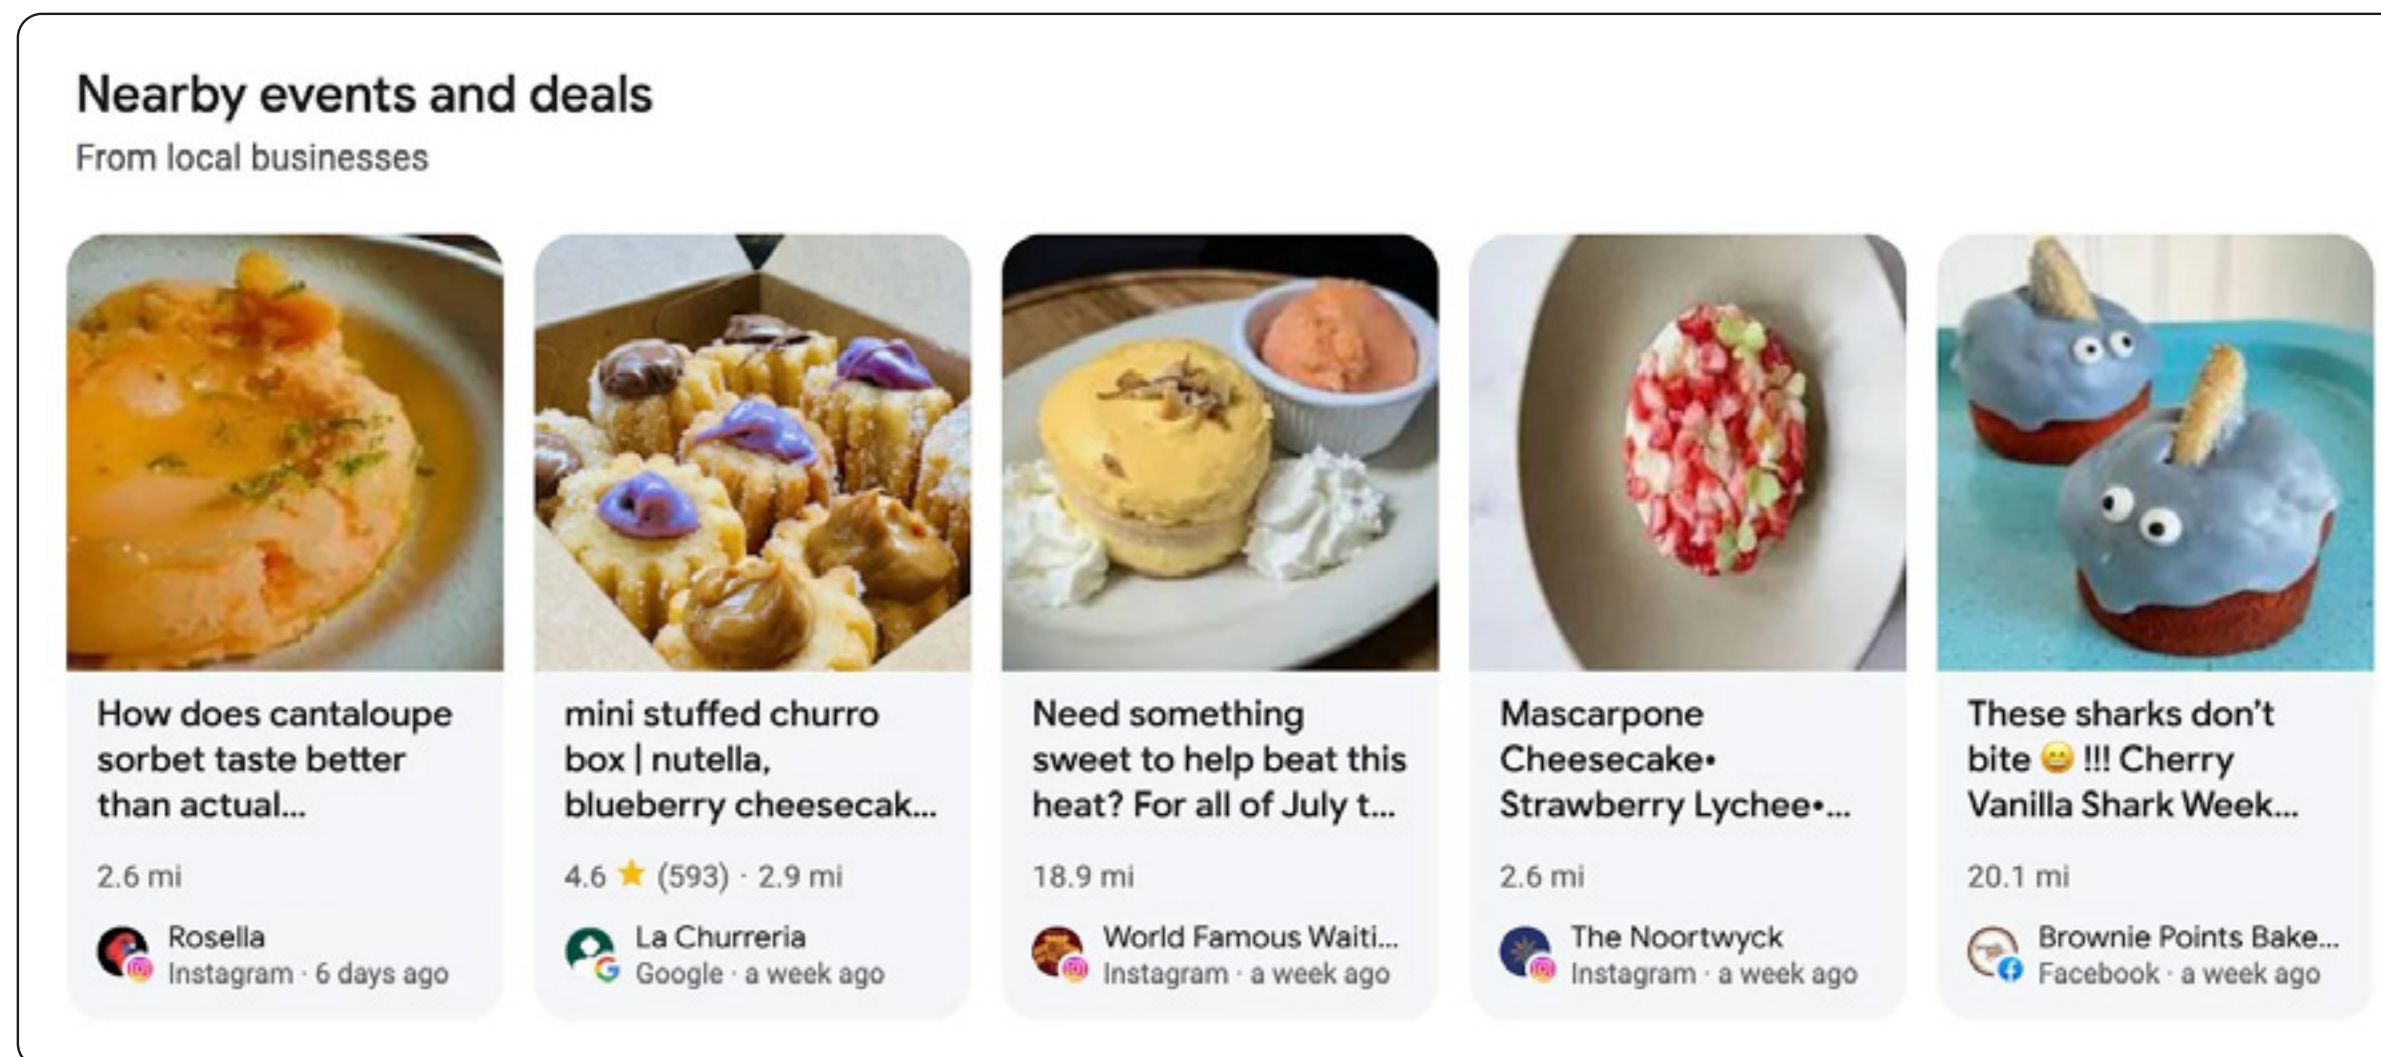 Nearby events and deals
From local businesses
How does cantaloupe
sorbet taste better
than actual...
2.6 mi
Rosella
Instagram · 6 days ago
mini stuffed churro
box | nutella,
blueberry cheesecak...
4.6 ★ (593) · 2.9 mi
La Churreria
Google · a week ago
Need something
sweet to help beat this
heat? For all of July t...
18.9 mi
World Famous Waiti...
Instagram · a week ago
Mascarpone
Cheesecake•
Strawberry Lychee•...
2.6 mi
The Noortwyck
Instagram · a week ago
These sharks don't
bite 😁 !!! Cherry
Vanilla Shark Week...
20.1 mi
Brownie Points Bake...
Facebook · a week ago